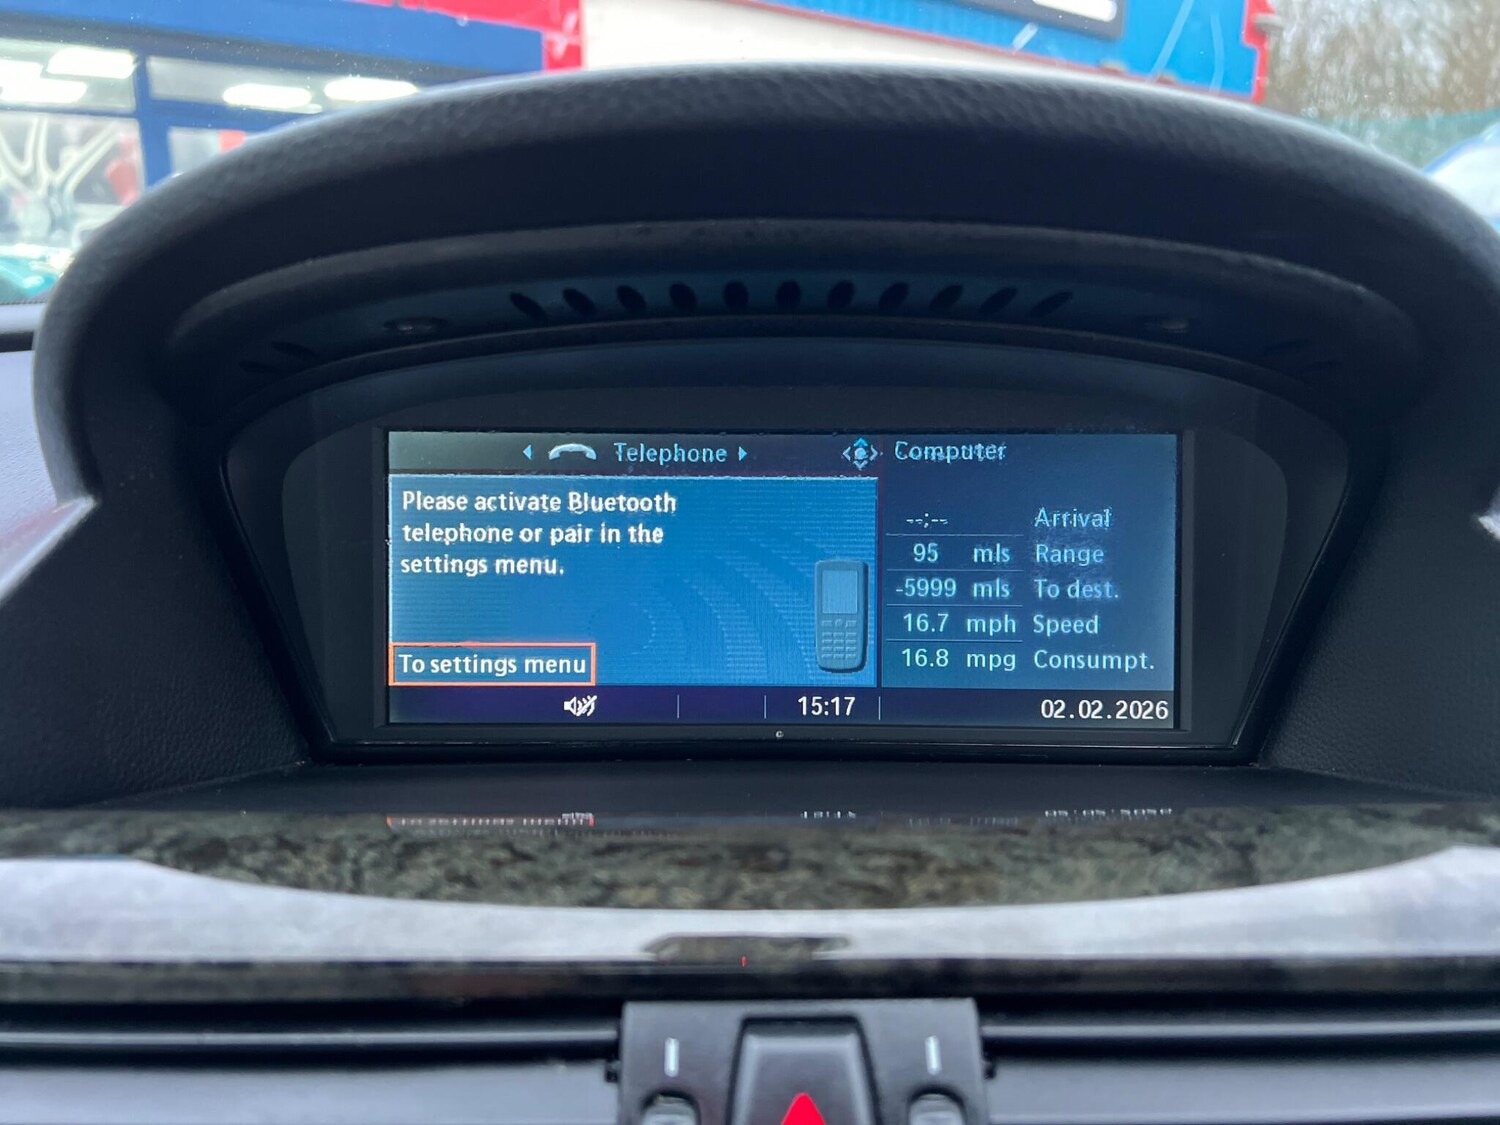 Telephone
Computer
Please activate Bluetooth
telephone or pair in the
settings menu.
To settings menu
--:-- Arrival
95 mls Range
-5999 mls To dest.
16.7 mph Speed
16.8 mpg Consumpt.
15:17
02.02.2026